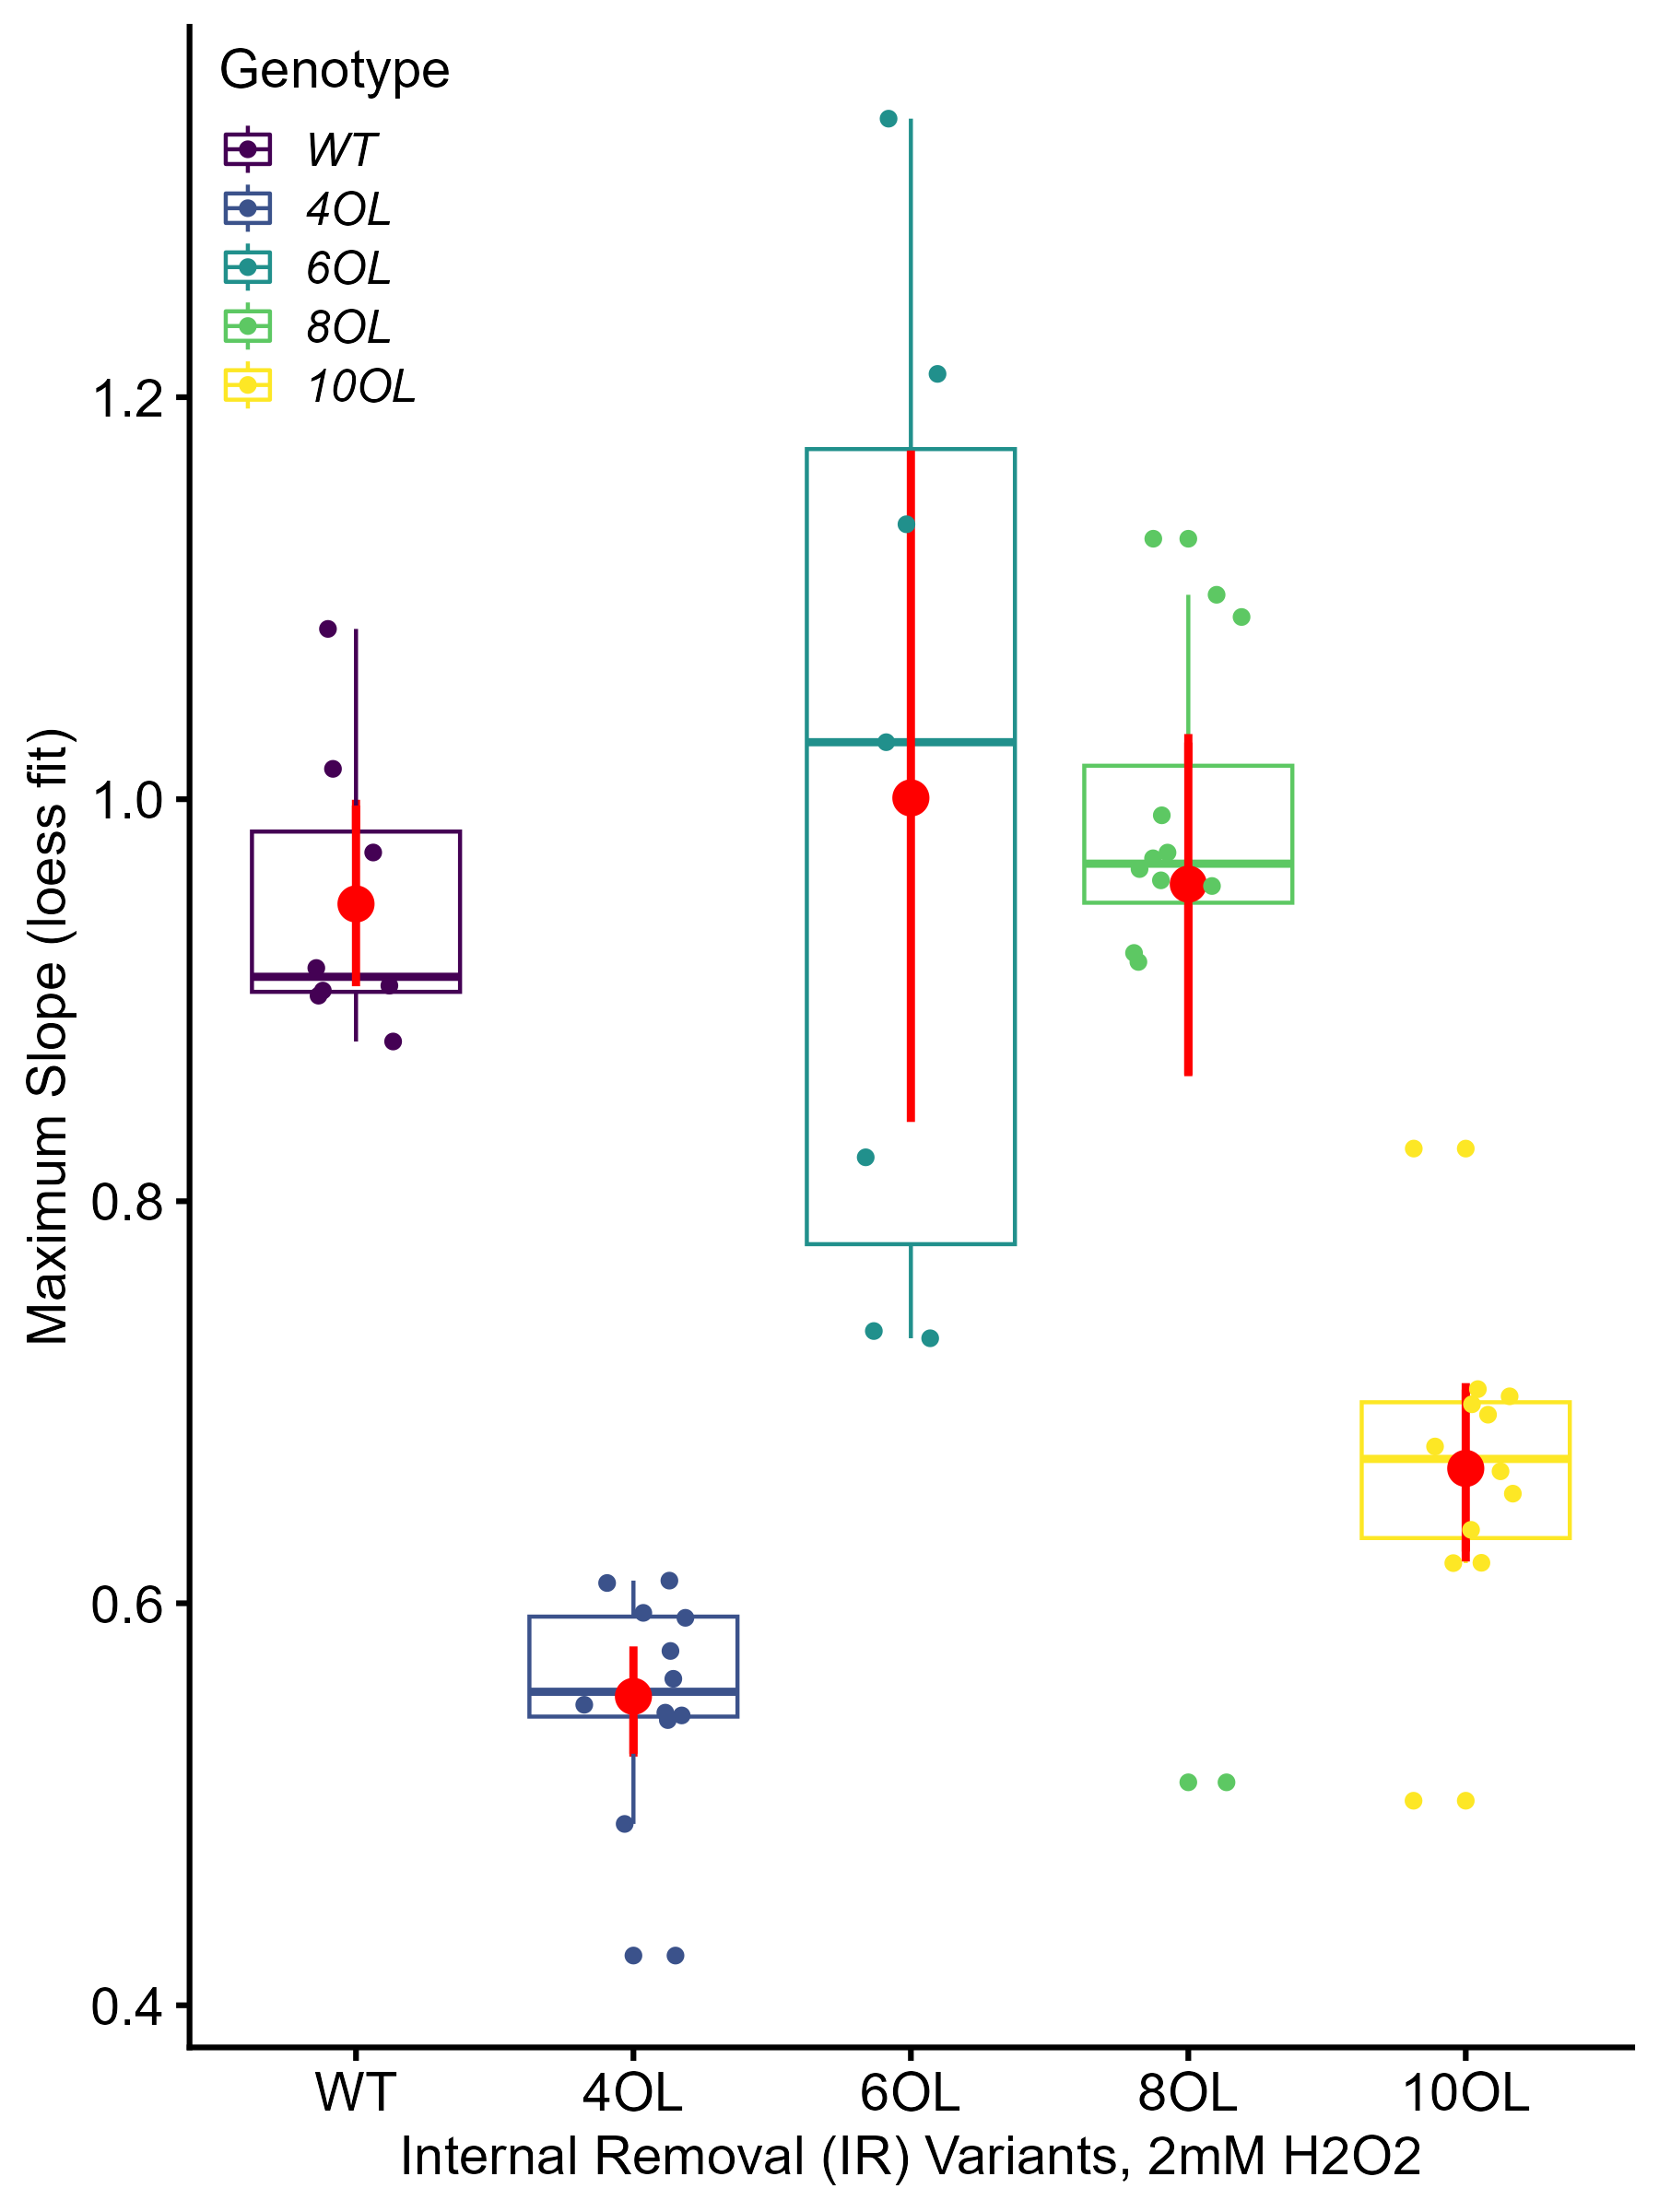 Genotype
WT
4OL
6OL
8OL
10OL
1.2
1.0
0.8
0.6
0.4
Maximum Slope (loess fit)
WT 4OL 6OL 8OL 10OL
Internal Removal (IR) Variants, 2mM H2O2